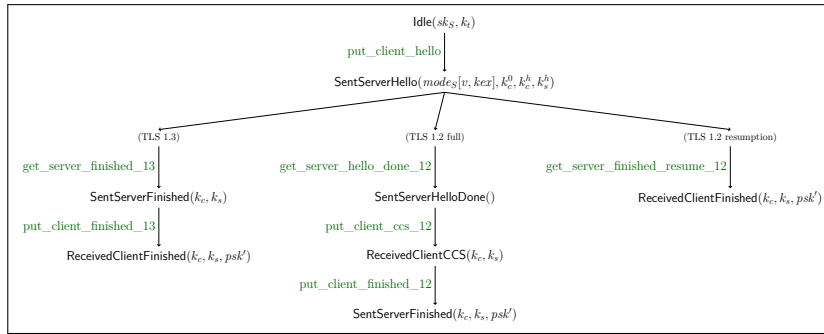 Idle(sk_S, k_t)
put_client_hello
SentServerHello(mode_S[v, kex], k_c^0, k_c^h, k_s^h)
(TLS 1.3) (TLS 1.2 full) (TLS 1.2 resumption)
get_server_finished_13 get_server_hello_done_12 get_server_finished_resume_12
SentServerFinished(k_c, k_s) SentServerHelloDone() ReceivedClientFinished(k_c, k_s, psk′)
put_client_finished_13 put_client_ccs_12
ReceivedClientFinished(k_c, k_s, psk′) ReceivedClientCCS(k_c, k_s)
put_client_finished_12
SentServerFinished(k_c, k_s, psk′)